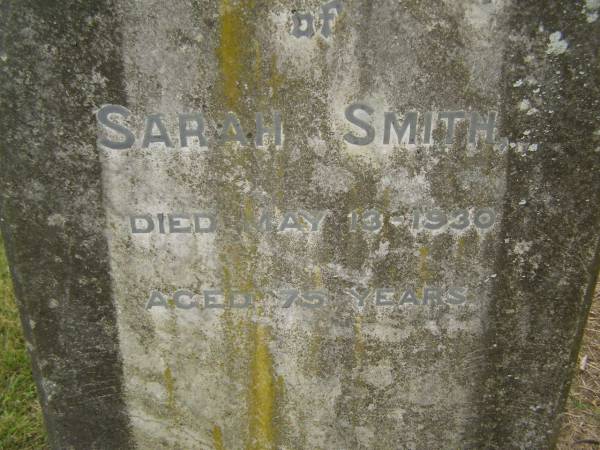 of
SARAH SMITH,
DIED MAY 13-1930
AGED 75 YEARS.